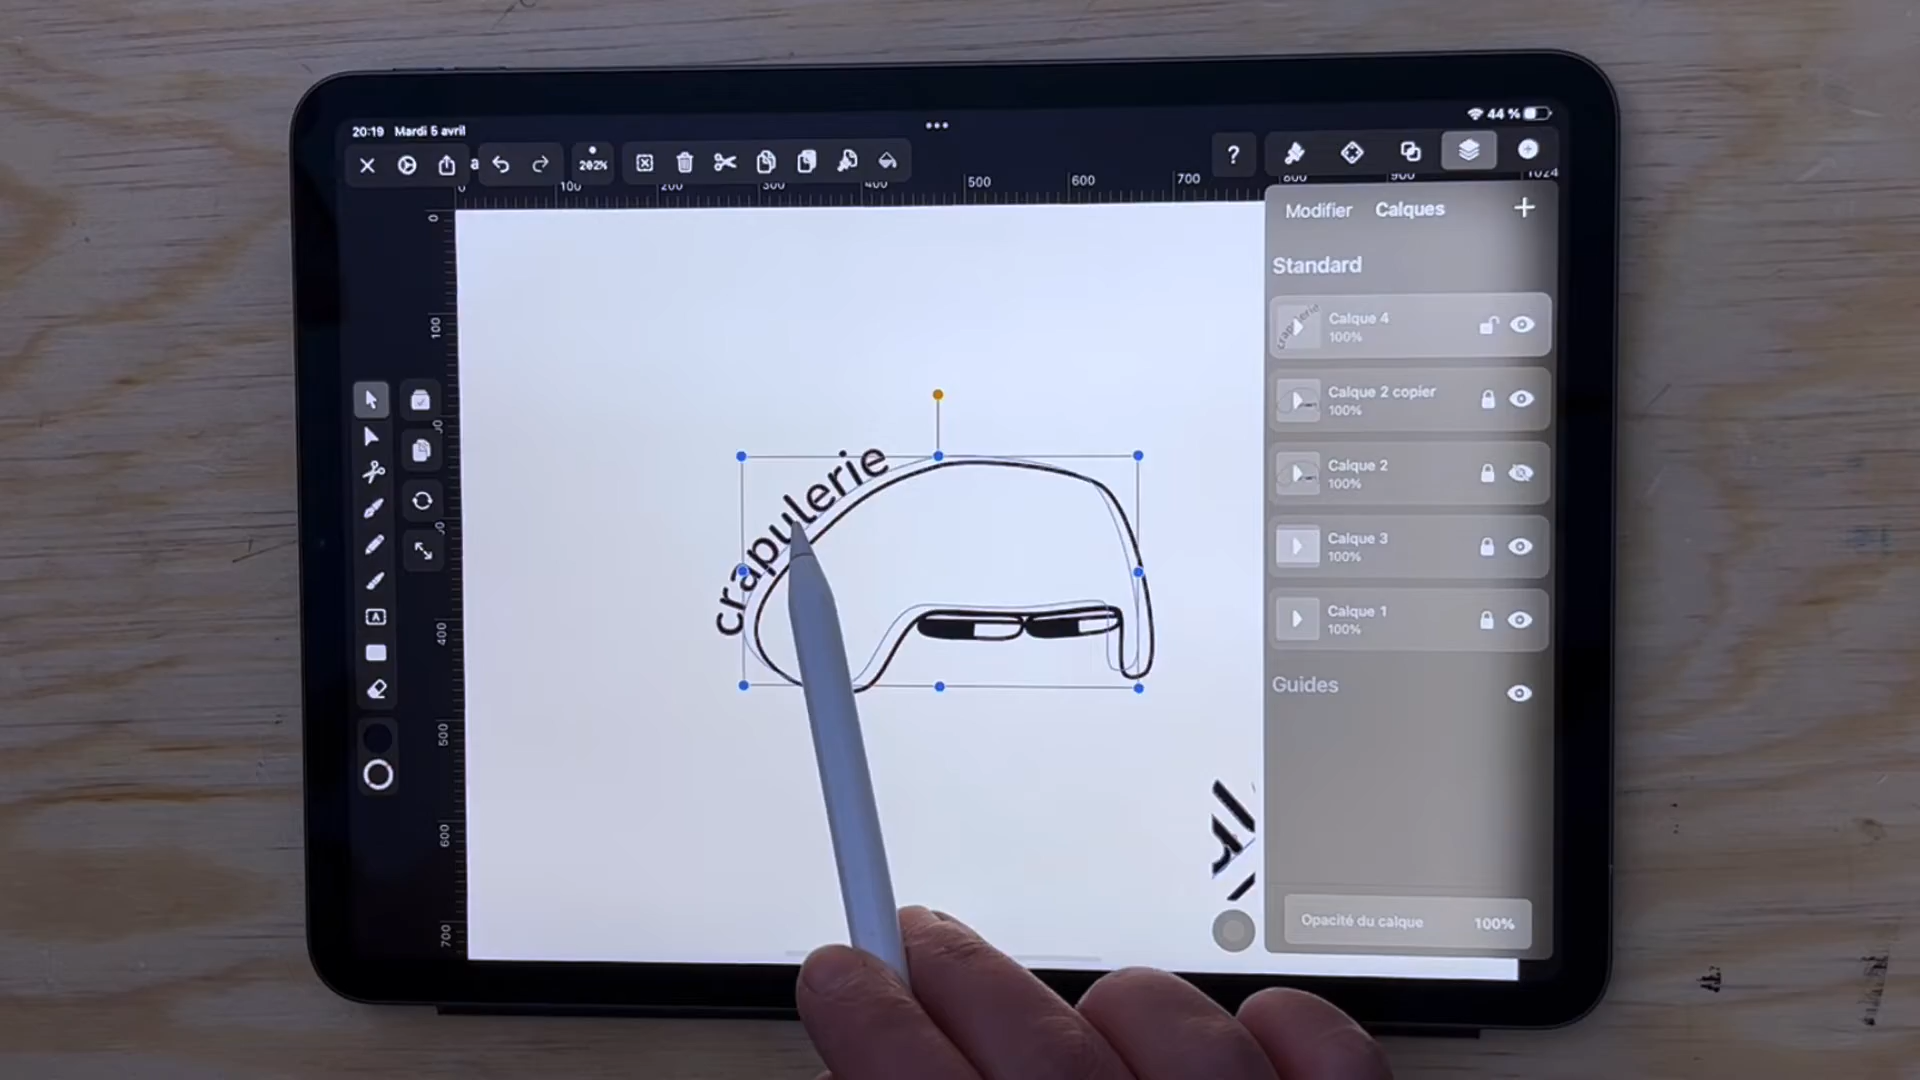 20:19 Mardi 5 avril
44 %
a
202%
?
0 100 200 300 400 500 600 700 800 900 1024
0
100
400
500
600
700
Modifier Calques
Standard
Calque 4
100%
Calque 2 copier
100%
Calque 2
100%
Calque 3
100%
Calque 1
100%
Guides
Opacité du calque 100%
crapulerie